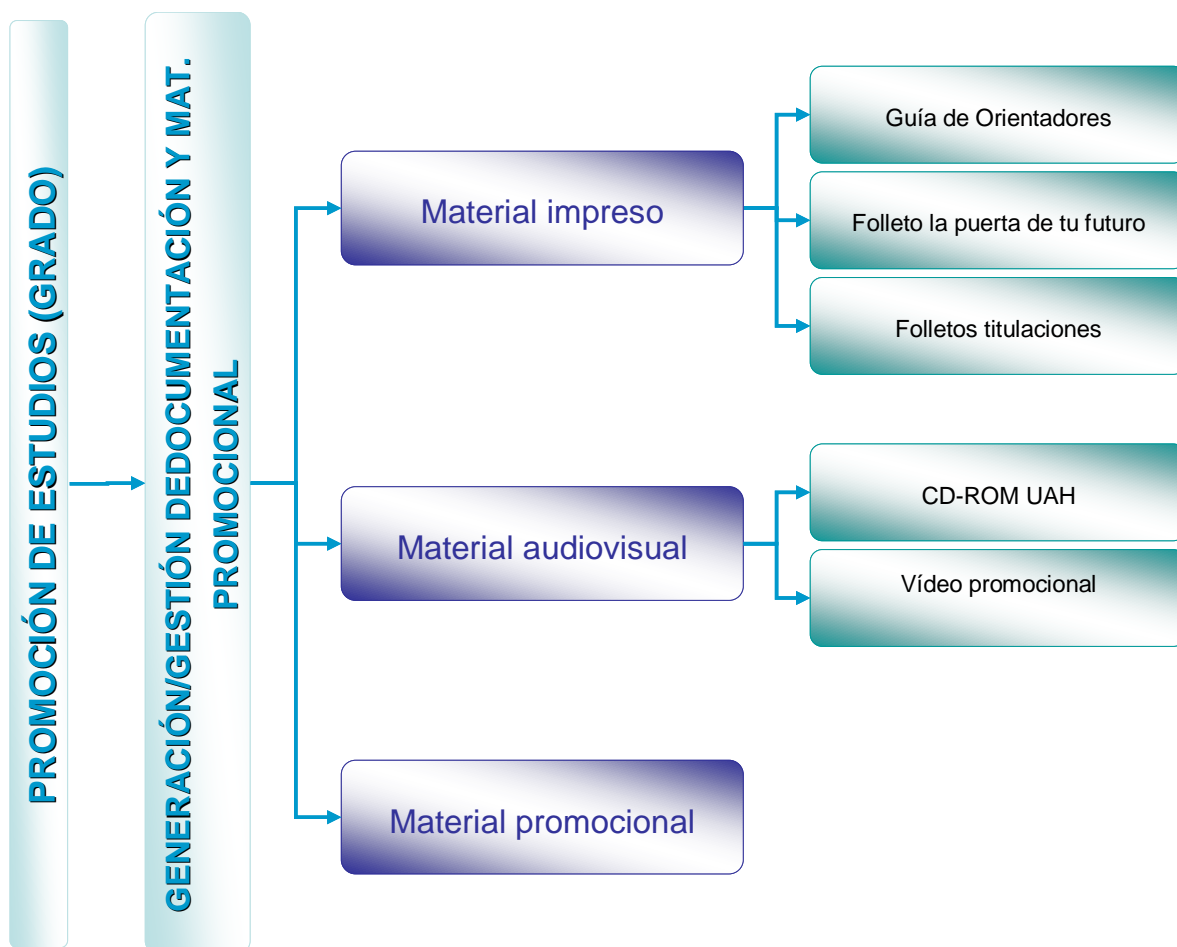 PROMOCIÓN DE ESTUDIOS (GRADO)
GENERACIÓN/GESTIÓN DEDOCUMENTACIÓN Y MAT.
PROMOCIONAL
Material impreso
Guía de Orientadores
Folleto la puerta de tu futuro
Folletos titulaciones
Material audiovisual
CD-ROM UAH
Vídeo promocional
Material promocional